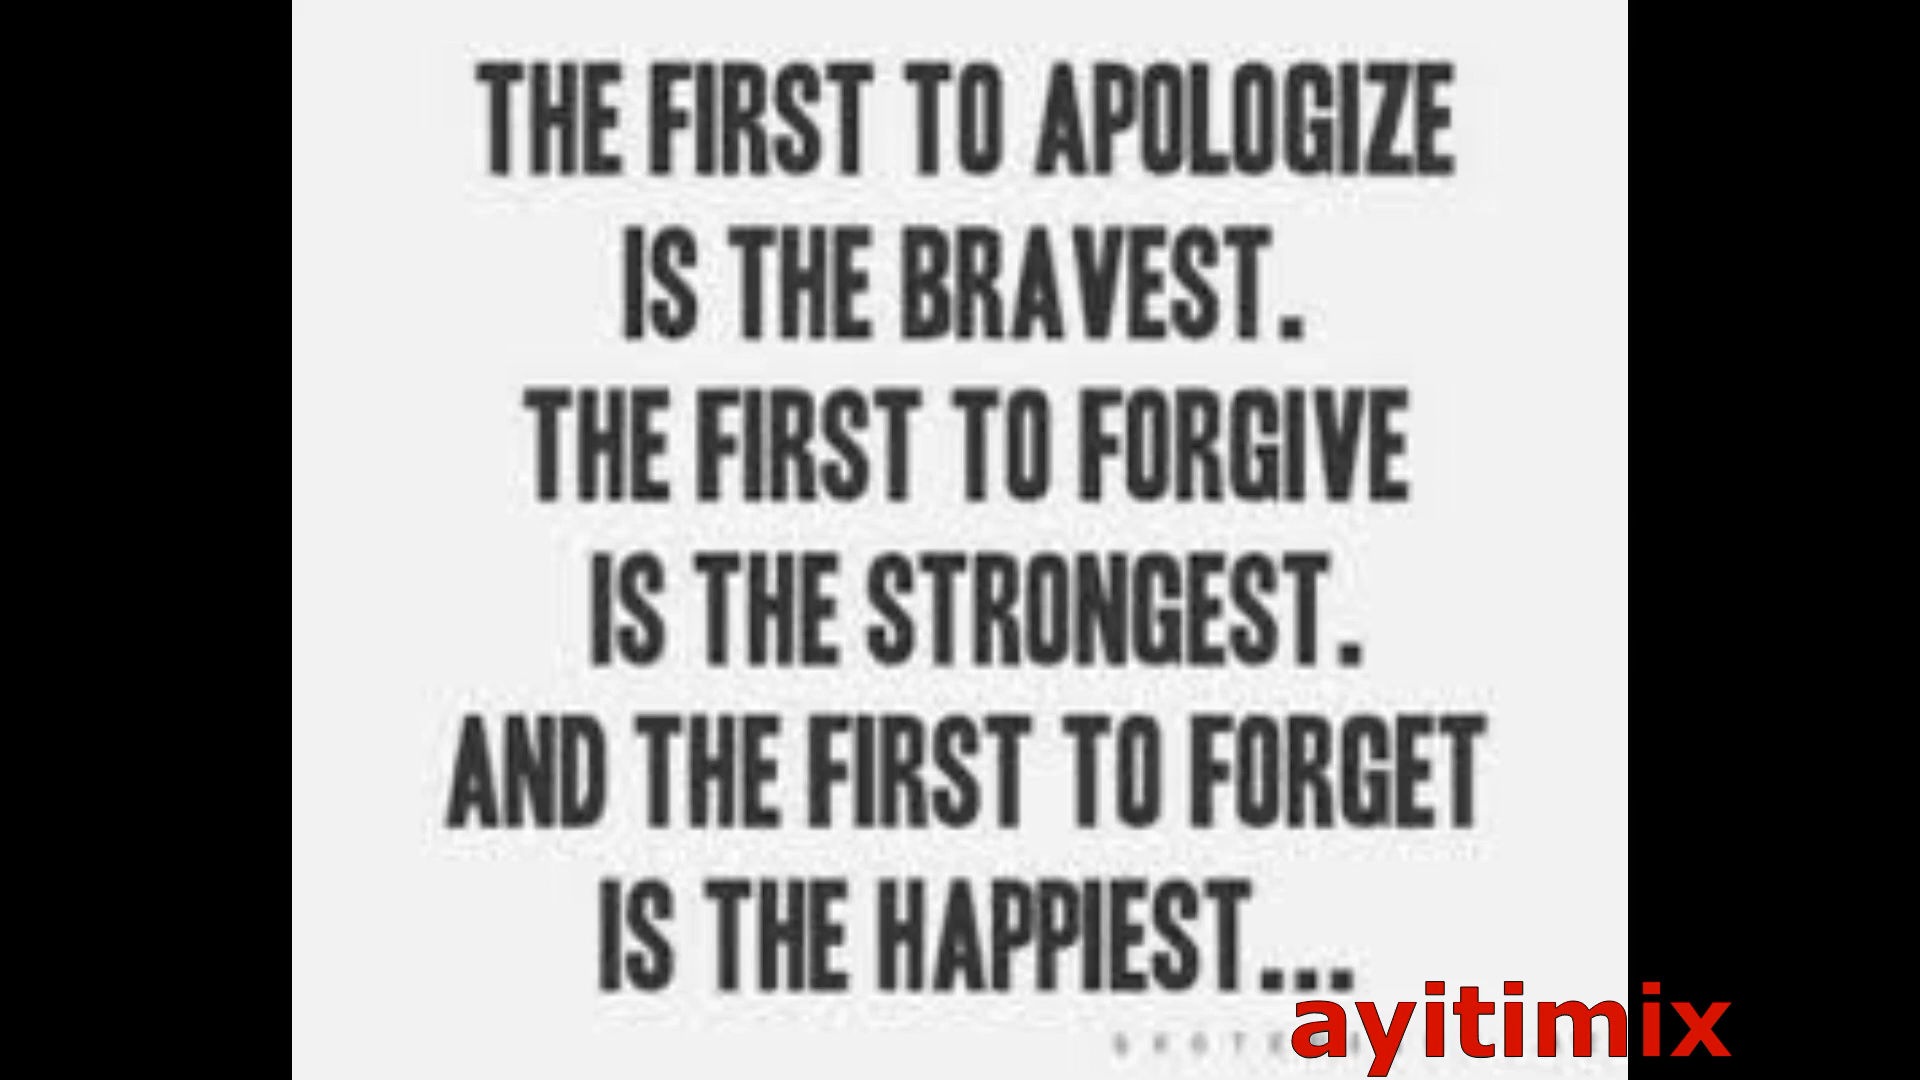 THE FIRST TO APOLOGIZE
IS THE BRAVEST.
THE FIRST TO FORGIVE
IS THE STRONGEST.
AND THE FIRST TO FORGET
IS THE HAPPIEST...
ayitimix